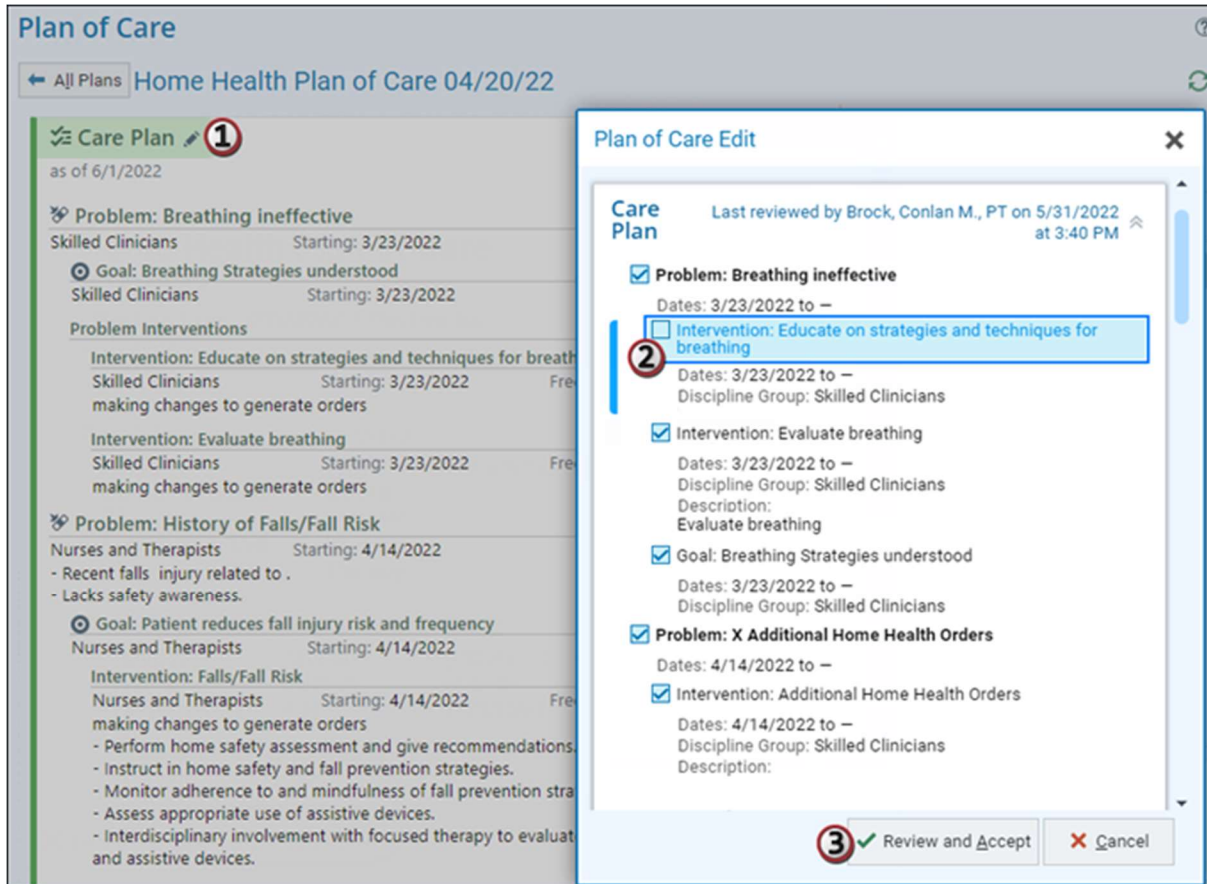 Plan of Care
All Plans Home Health Plan of Care 04/20/22
Care Plan 1
as of 6/1/2022
Problem: Breathing ineffective
Skilled Clinicians Starting: 3/23/2022
Goal: Breathing Strategies understood
Skilled Clinicians Starting: 3/23/2022
Problem Interventions
Intervention: Educate on strategies and techniques for breath
Skilled Clinicians Starting: 3/23/2022 Fre
making changes to generate orders
Intervention: Evaluate breathing
Skilled Clinicians Starting: 3/23/2022 Fre
making changes to generate orders
Problem: History of Falls/Fall Risk
Nurses and Therapists Starting: 4/14/2022
- Recent falls injury related to .
- Lacks safety awareness.
Goal: Patient reduces fall injury risk and frequency
Nurses and Therapists Starting: 4/14/2022
Intervention: Falls/Fall Risk
Nurses and Therapists Starting: 4/14/2022 Fre
making changes to generate orders
- Perform home safety assessment and give recommendations.
- Instruct in home safety and fall prevention strategies.
- Monitor adherence to and mindfulness of fall prevention stra
- Assess appropriate use of assistive devices.
- Interdisciplinary involvement with focused therapy to evaluat
and assistive devices.
Plan of Care Edit
Care Plan
Last reviewed by Brock, Conlan M., PT on 5/31/2022
at 3:40 PM
Problem: Breathing ineffective
Dates: 3/23/2022 to —
Intervention: Educate on strategies and techniques for
breathing
2
Dates: 3/23/2022 to —
Discipline Group: Skilled Clinicians
Intervention: Evaluate breathing
Dates: 3/23/2022 to —
Discipline Group: Skilled Clinicians
Description:
Evaluate breathing
Goal: Breathing Strategies understood
Dates: 3/23/2022 to —
Discipline Group: Skilled Clinicians
Problem: X Additional Home Health Orders
Dates: 4/14/2022 to —
Intervention: Additional Home Health Orders
Dates: 4/14/2022 to —
Discipline Group: Skilled Clinicians
Description:
3 Review and Accept Cancel